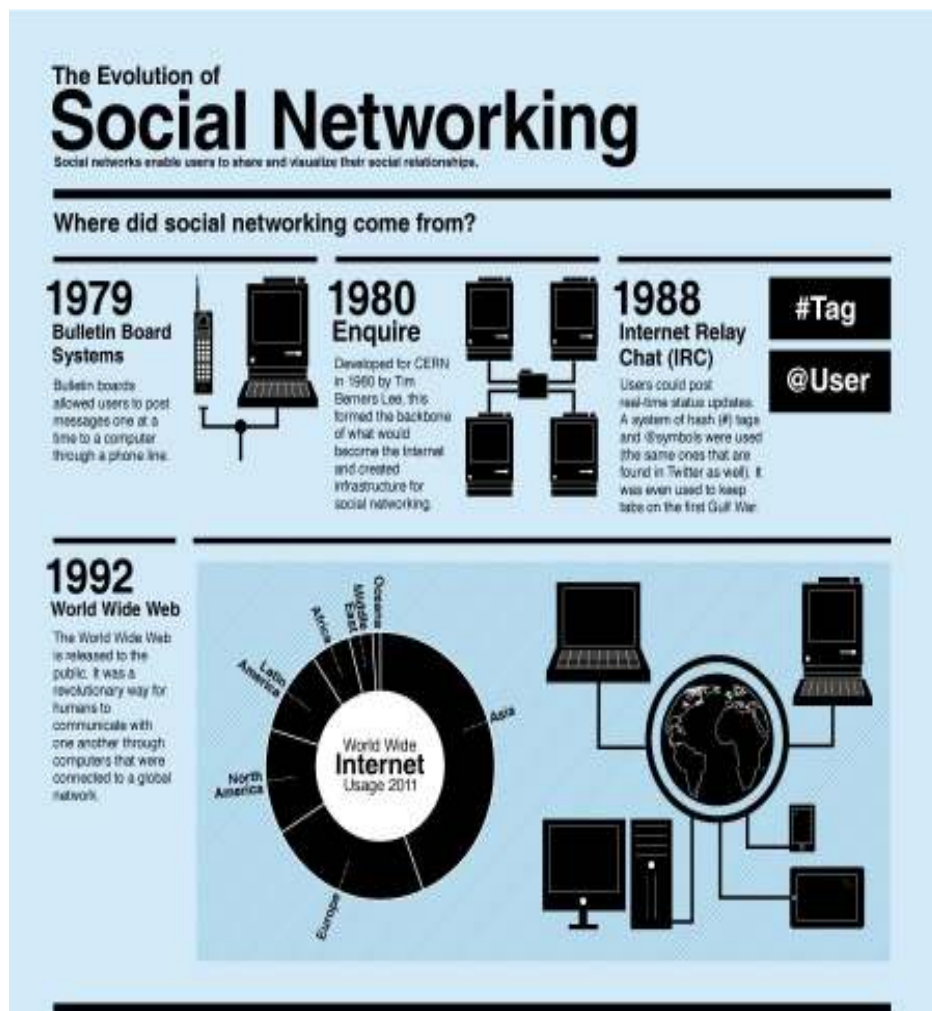 The Evolution of
Social Networking
Social networks enable users to share and visualize their social relationships.
Where did social networking come from?
1979
Bulletin Board
Systems
Bulletin boards
allowed users to post
messages one at a
time to a computer
through a phone line.
1980
Enquire
Developed for CERN
in 1980 by Tim
Berners Lee, this
formed the backbone
of what would
become the Internet
and created
infrastructure for
social networking.
1988
Internet Relay
Chat (IRC)
Users could post
real-time status updates.
A system of hash (#) tags
and @symbols were used
(the same ones that are
found in Twitter as well). It
was even used to keep
tabs on the first Gulf War.
#Tag
@User
1992
World Wide Web
The World Wide Web
is released to the
public. It was a
revolutionary way for
humans to
communicate with
one another through
computers that were
connected to a global
network.
Oceana
Middle
East
Africa
Latin
America
North
America
Europe
Asia
World Wide
Internet
Usage 2011